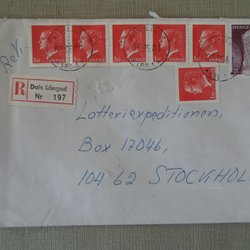 Rek.
R
Dals Långed
Nr 197
Lotteriexpeditionen,
Box 17046,
104 62 STOCKHOL